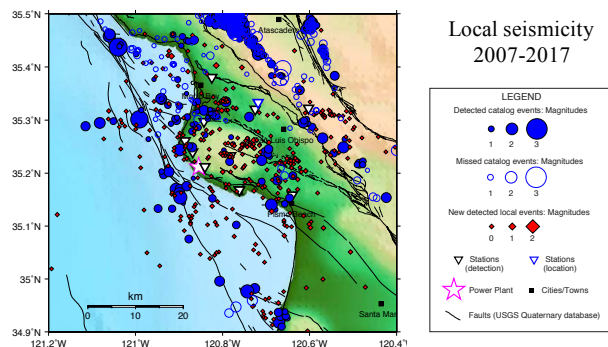 Local seismicity
2007-2017
35.5˚
35.4˚
35.3˚
35.2˚
35.1˚
35˚
34.9˚
121.2˚
121˚
120.8˚
120.6˚
120.4˚
Atascadero
Luis Obispo
Pismo Beach
Santa Mar
km
0 10 20
LEGEND
Detected catalog events: Magnitudes
1 2 3
Missed catalog events: Magnitudes
1 2 3
New detected local events: Magnitudes
0 1 2
Stations
(detection)
Stations
(location)
Power Plant
Cities/Towns
Faults (USGS Quaternary database)